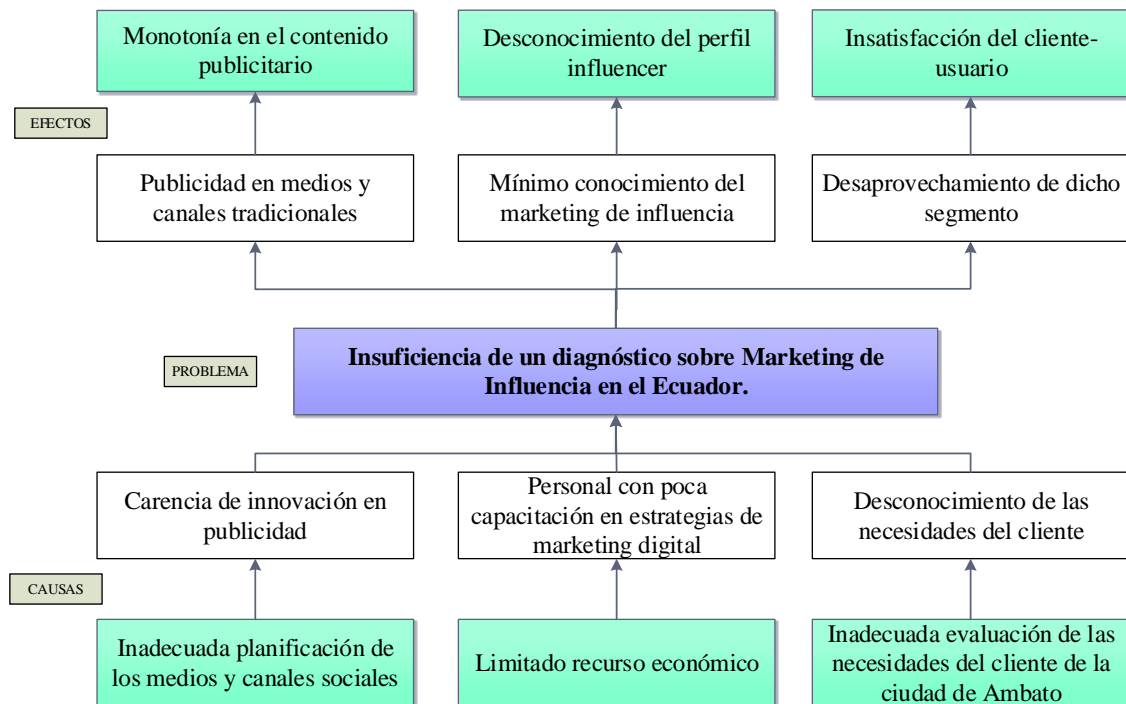 Monotonía en el contenido
publicitario
Desconocimiento del perfil
influencer
Insatisfacción del cliente-
usuario
EFECTOS
Publicidad en medios y
canales tradicionales
Mínimo conocimiento del
marketing de influencia
Desaprovechamiento de dicho
segmento
Insuficiencia de un diagnóstico sobre Marketing de
Influencia en el Ecuador.
PROBLEMA
Carencia de innovación en
publicidad
Personal con poca
capacitación en estrategias de
marketing digital
Desconocimiento de las
necesidades del cliente
CAUSAS
Inadecuada planificación de
los medios y canales sociales
Limitado recurso económico
Inadecuada evaluación de las
necesidades del cliente de la
ciudad de Ambato